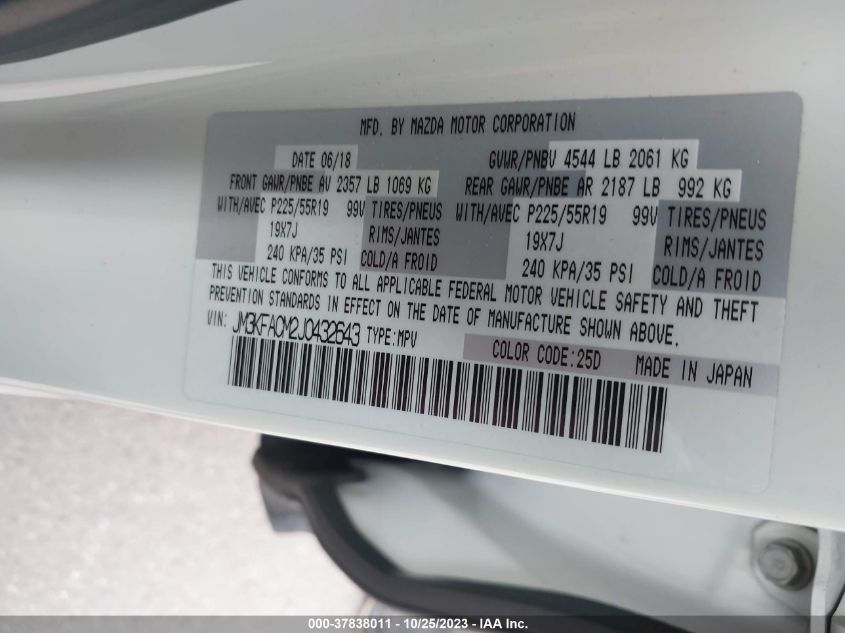 MFD. BY MAZDA MOTOR CORPORATION
DATE 06/18 GVWR/PNBV 4544 LB 2061 KG
FRONT GAWR/PNBE AV 2357 LB 1069 KG REAR GAWR/PNBE AR 2187 LB 992 KG
WITH/AVEC P225/55R19 99V TIRES/PNEUS WITH/AVEC P225/55R19 99V TIRES/PNEUS
19X7J RIMS/JANTES 19X7J RIMS/JANTES
240 KPA/35 PSI COLD/A FROID 240 KPA/35 PSI COLD/A FROID
THIS VEHICLE CONFORMS TO ALL APPLICABLE FEDERAL MOTOR VEHICLE SAFETY AND THEFT
PREVENTION STANDARDS IN EFFECT ON THE DATE OF MANUFACTURE SHOWN ABOVE.
VIN: JM3KFACM2J0432643 TYPE:MPV
COLOR CODE:25D MADE IN JAPAN
000-37838011 - 10/25/2023 - IAA Inc.